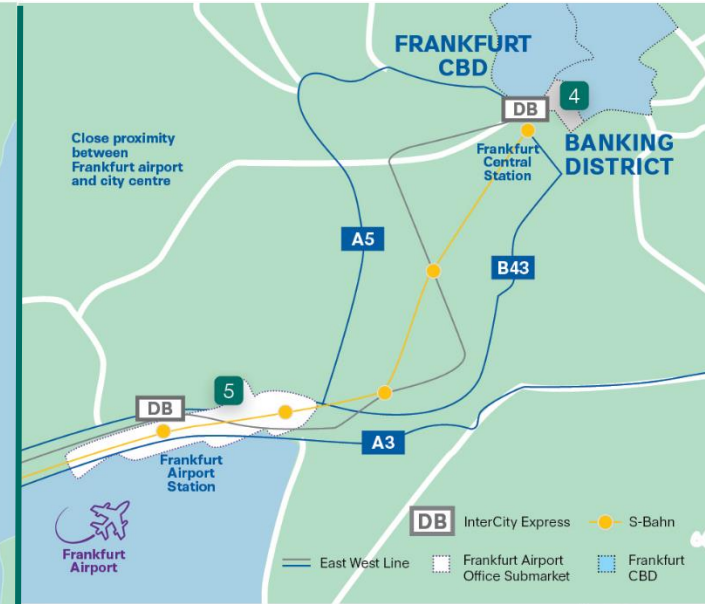 FRANKFURT
CBD
DB
4
Close proximity
between
Frankfurt airport
and city centre
Frankfurt
Central
Station
BANKING
DISTRICT
A5
B43
5
DB
A3
Frankfurt
Airport
Station
Frankfurt
Airport
DB InterCity Express
S-Bahn
East West Line
Frankfurt Airport
Office Submarket
Frankfurt
CBD